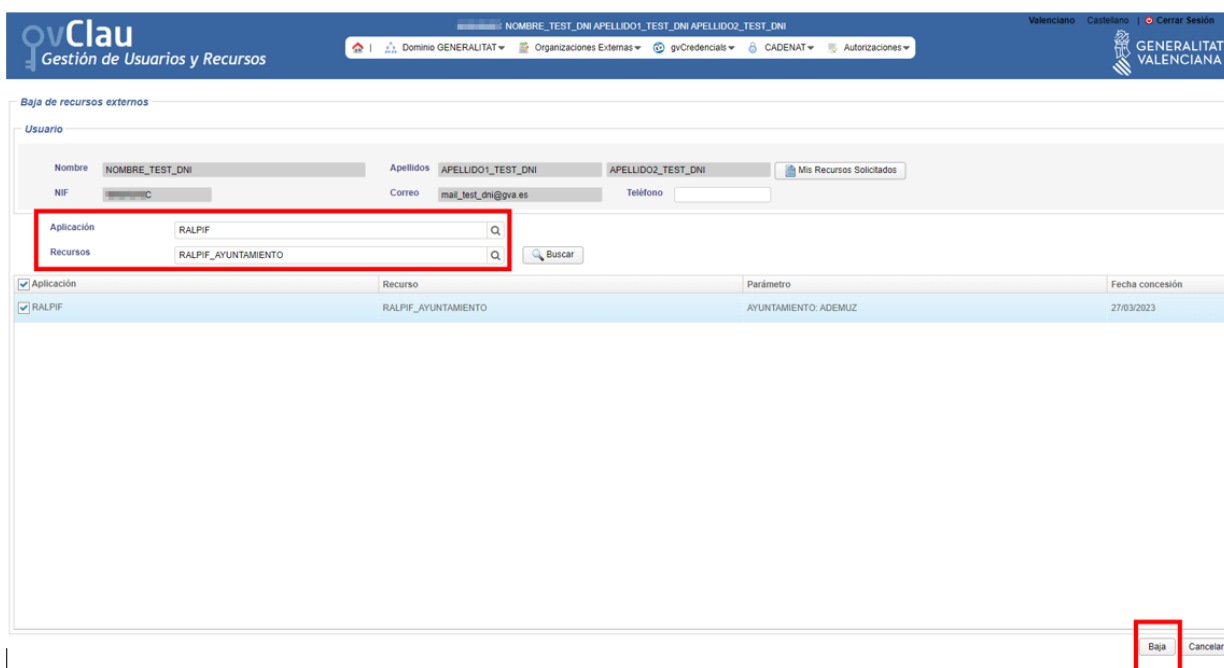 NOMBRE_TEST_DNI APELLIDO1_TEST_DNI APELLIDO2_TEST_DNI
Valenciano Castellano | Cerrar Sesión
gvClau
Gestión de Usuarios y Recursos
Dominio GENERALITAT Organizaciones Externas gvCredencials CADENAT Autorizaciones
GENERALITAT
VALENCIANA
Baja de recursos externos
Usuario
Nombre NOMBRE_TEST_DNI Apellidos APELLIDO1_TEST_DNI APELLIDO2_TEST_DNI Mis Recursos Solicitados
NIF C Correo mail_test_dni@gva.es Teléfono
Aplicación RALPIF
Recursos RALPIF_AYUNTAMIENTO Buscar
Aplicación Recurso Parámetro Fecha concesión
RALPIF RALPIF_AYUNTAMIENTO AYUNTAMIENTO: ADEMUZ 27/03/2023
Baja Cancelar